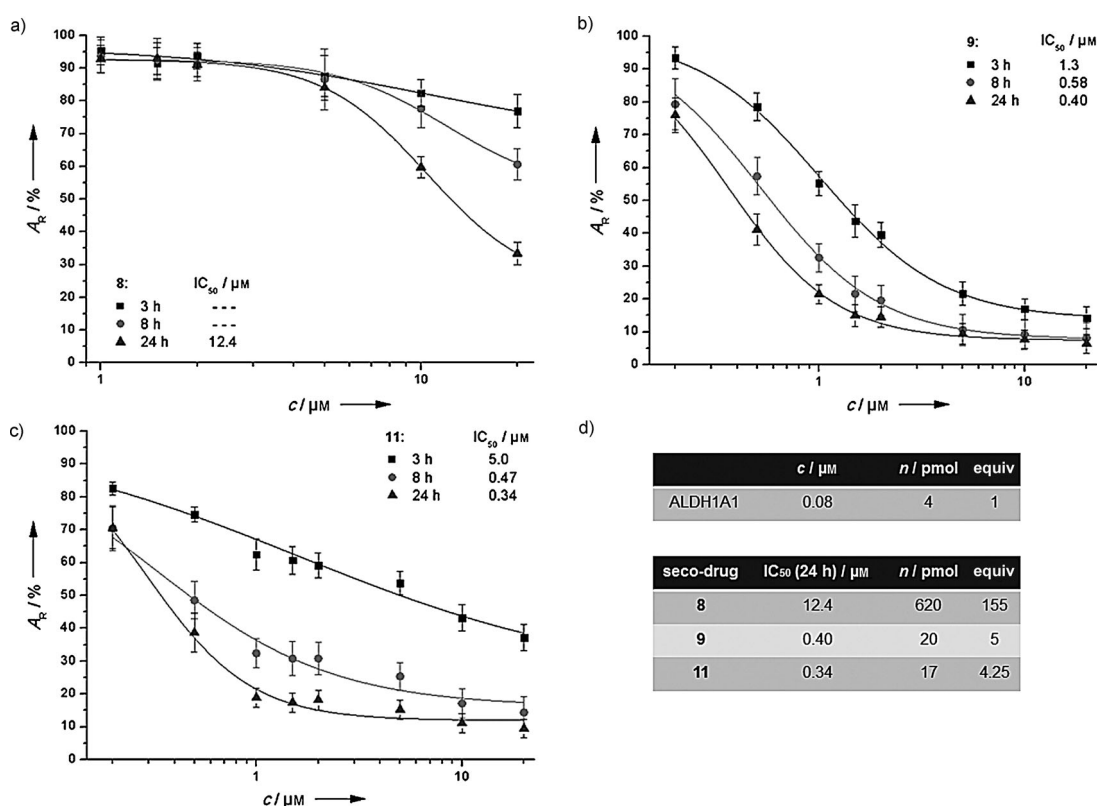 a)
100
95
90
80
70
60
50
40
30
20
10
0
A_R / %
8: IC50 / µM
3 h - - -
8 h - - -
24 h 12.4
1 10
c / µM
b)
100
90
80
70
60
50
40
30
20
10
0
A_R / %
9: IC50 / µM
3 h 1.3
8 h 0.58
24 h 0.40
1 10
c / µM
c)
100
90
80
70
60
50
40
30
20
10
0
A_R / %
11: IC50 / µM
3 h 5.0
8 h 0.47
24 h 0.34
1 10
c / µM
d)
c / µM n / pmol equiv
ALDH1A1 0.08 4 1
seco-drug IC50 (24 h) / µM n / pmol equiv
8 12.4 620 155
9 0.40 20 5
11 0.34 17 4.25